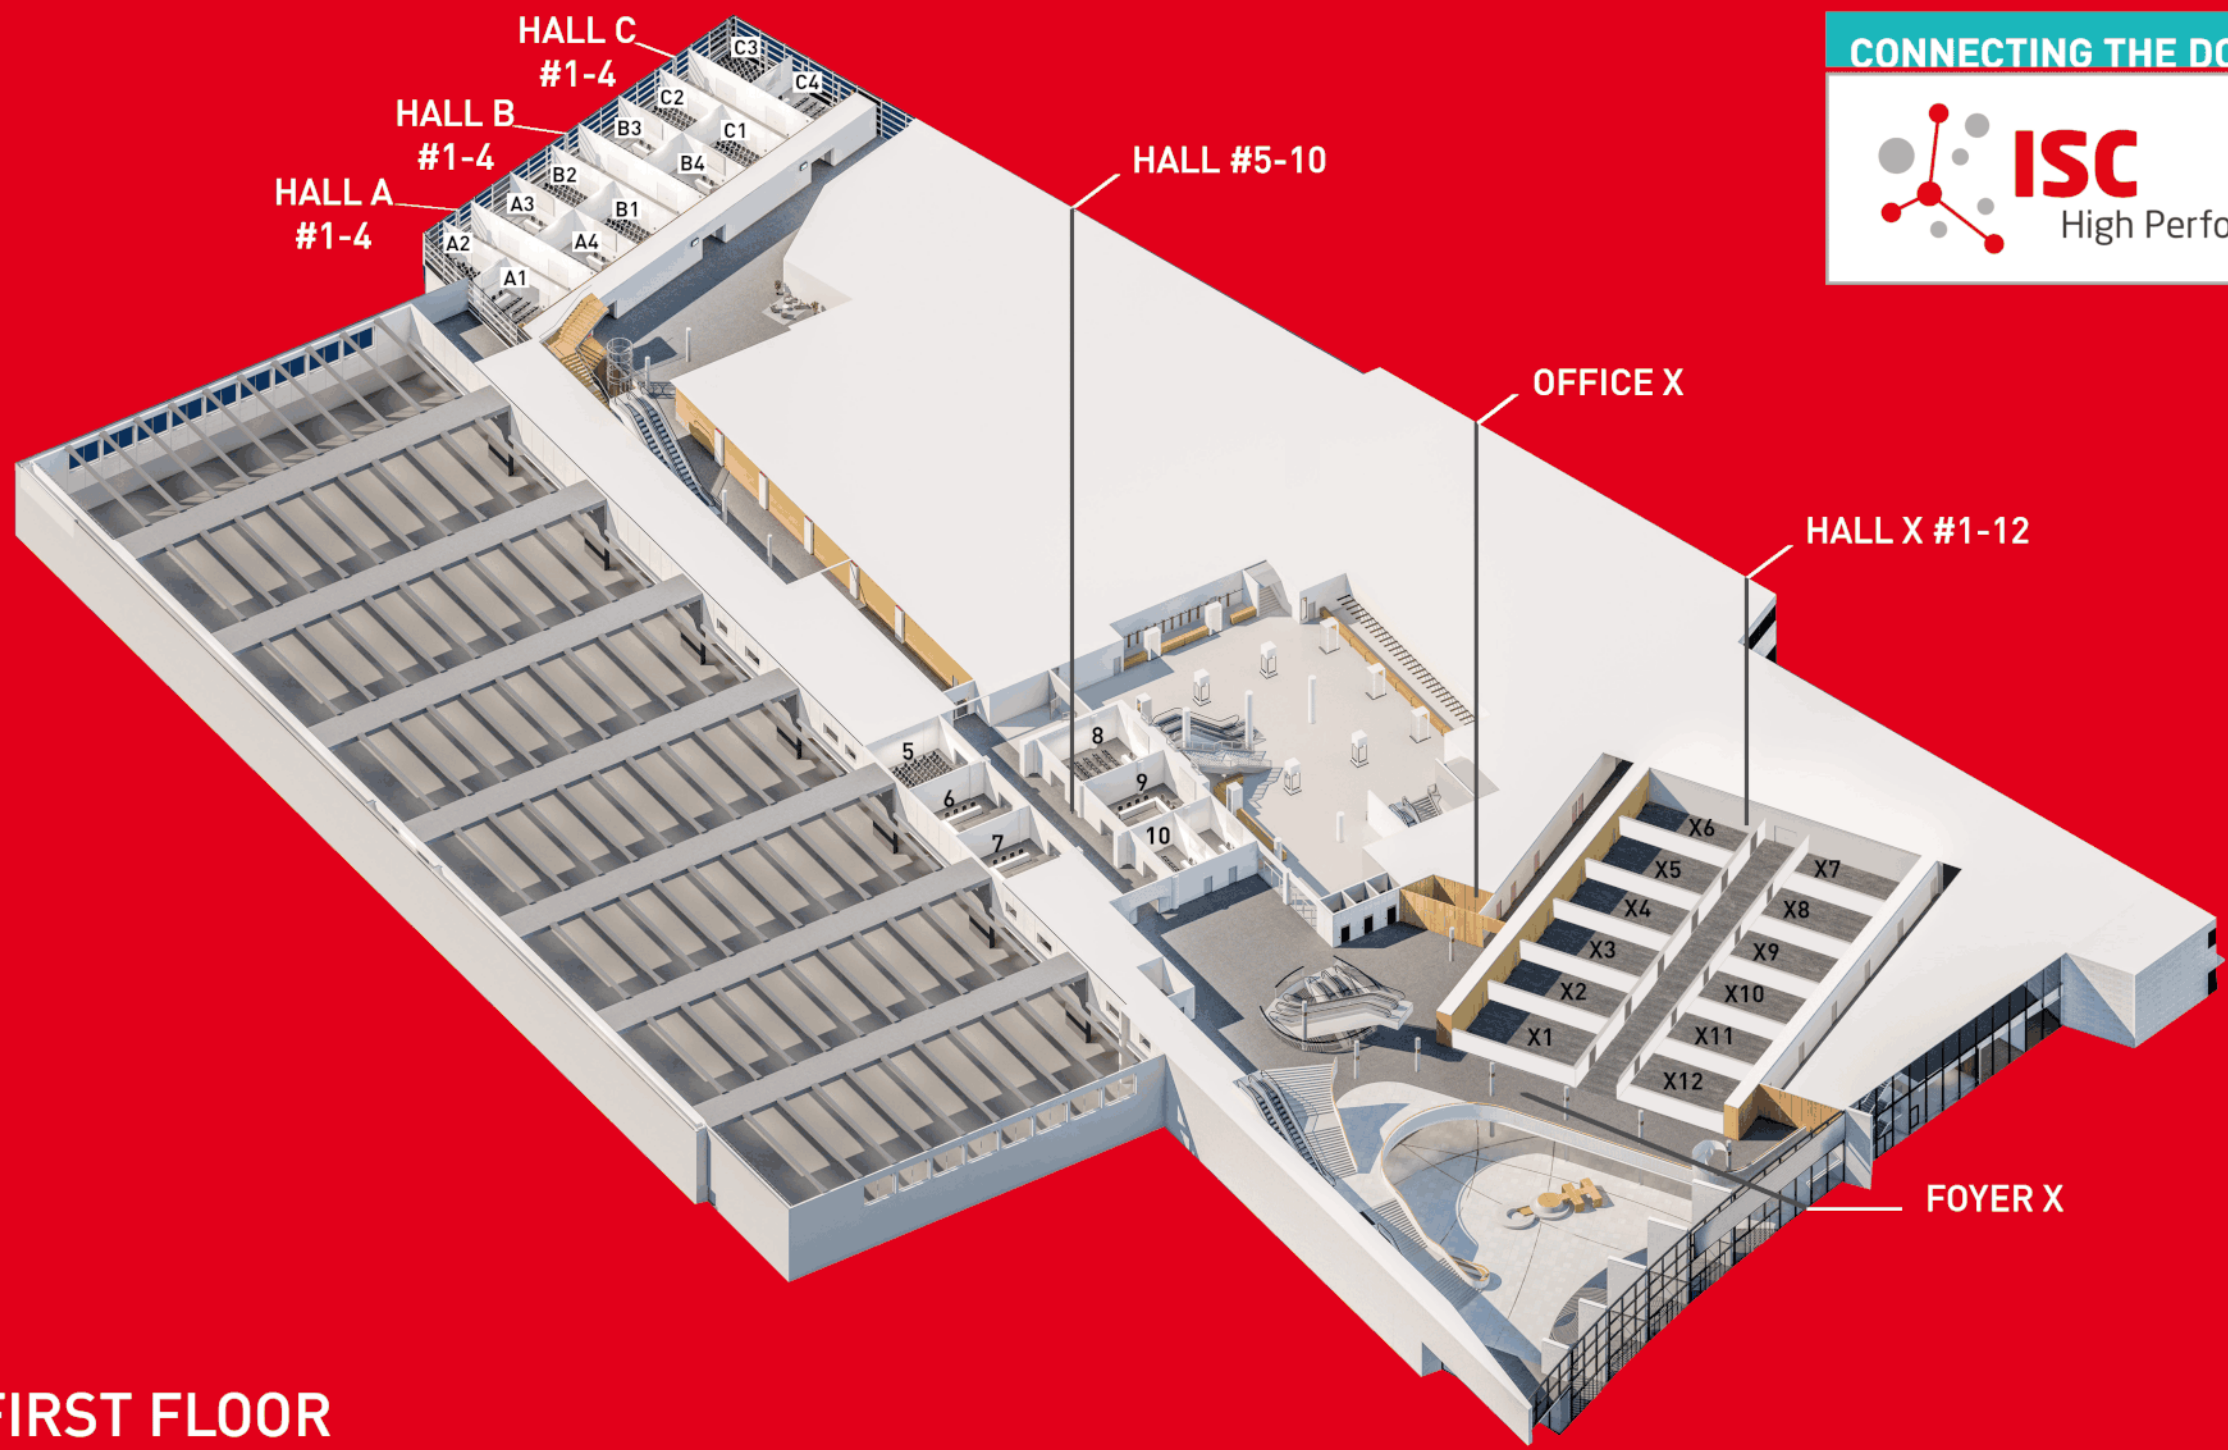 HALL C
#1-4
HALL B
#1-4
HALL A
#1-4
C3
C4
C2
C1
B3
B4
B2
B1
A3
A4
A2
A1
CONNECTING THE DO
ISC
High Perfo
HALL #5-10
OFFICE X
HALL X #1-12
5
6
7
8
9
10
X6
X5
X4
X3
X2
X1
X7
X8
X9
X10
X11
X12
COH
FOYER X
FIRST FLOOR